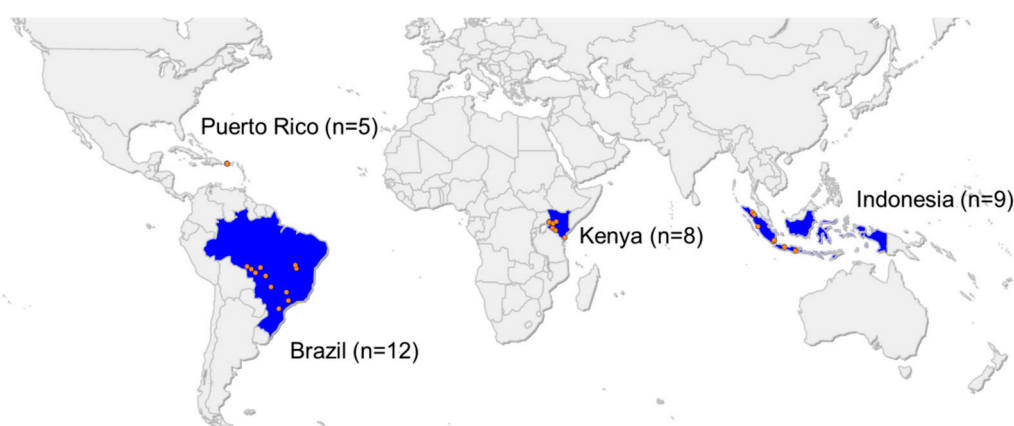 Puerto Rico (n=5)
Indonesia (n=9)
Kenya (n=8)
Brazil (n=12)